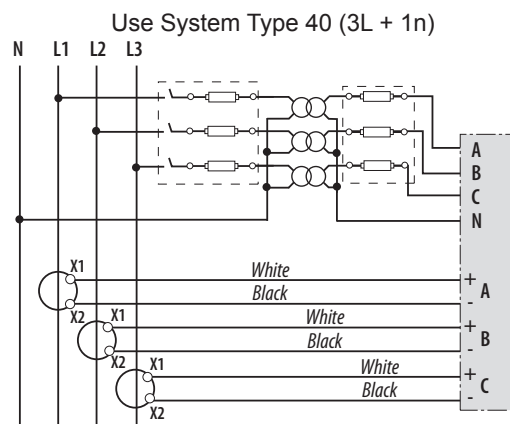 Use System Type 40 (3L + 1n)
N L1 L2 L3
A
B
C
N
X1 White +
A
X2 Black -
X1 White +
B
X2 Black -
X1 White +
C
X2 Black -